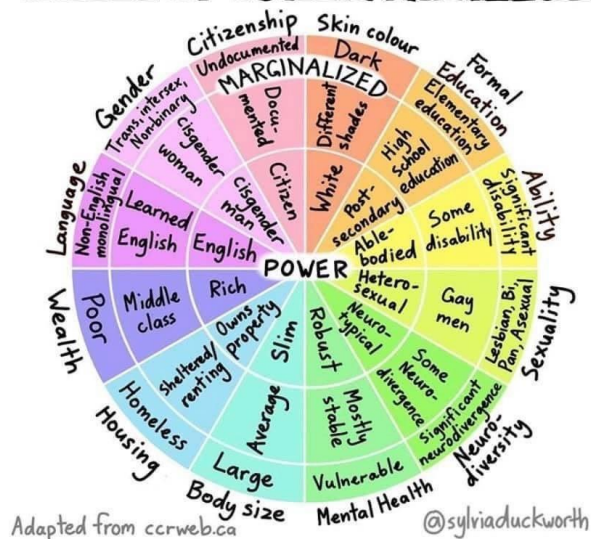 Citizenship
Undocumented
Documented
Citizen
Skin colour
Dark
Different
shades
White
Formal
Education
Elementary
education
High
school
education
Post-
secondary
Ability
Significant
disability
Some
disability
Able-
bodied
Sexuality
Lesbian, Bi,
Pan, Asexual
Gay
men
Hetero-
sexual
Neuro-
diversity
Significant
neurodivergence
Some
Neuro-
divergence
Neuro-
typical
Mental Health
Vulnerable
Mostly
stable
Robust
Body size
Large
Average
Slim
Housing
Homeless
Sheltered/
renting
Owns
property
Wealth
Poor
Middle
class
Rich
Language
Non-English
monolingual
Learned
English
English
Gender
Trans, intersex,
Non-binary
cisgender
woman
cisgender
man
MARGINALIZED
POWER
Adapted from ccrweb.ca
@sylviaduckworth